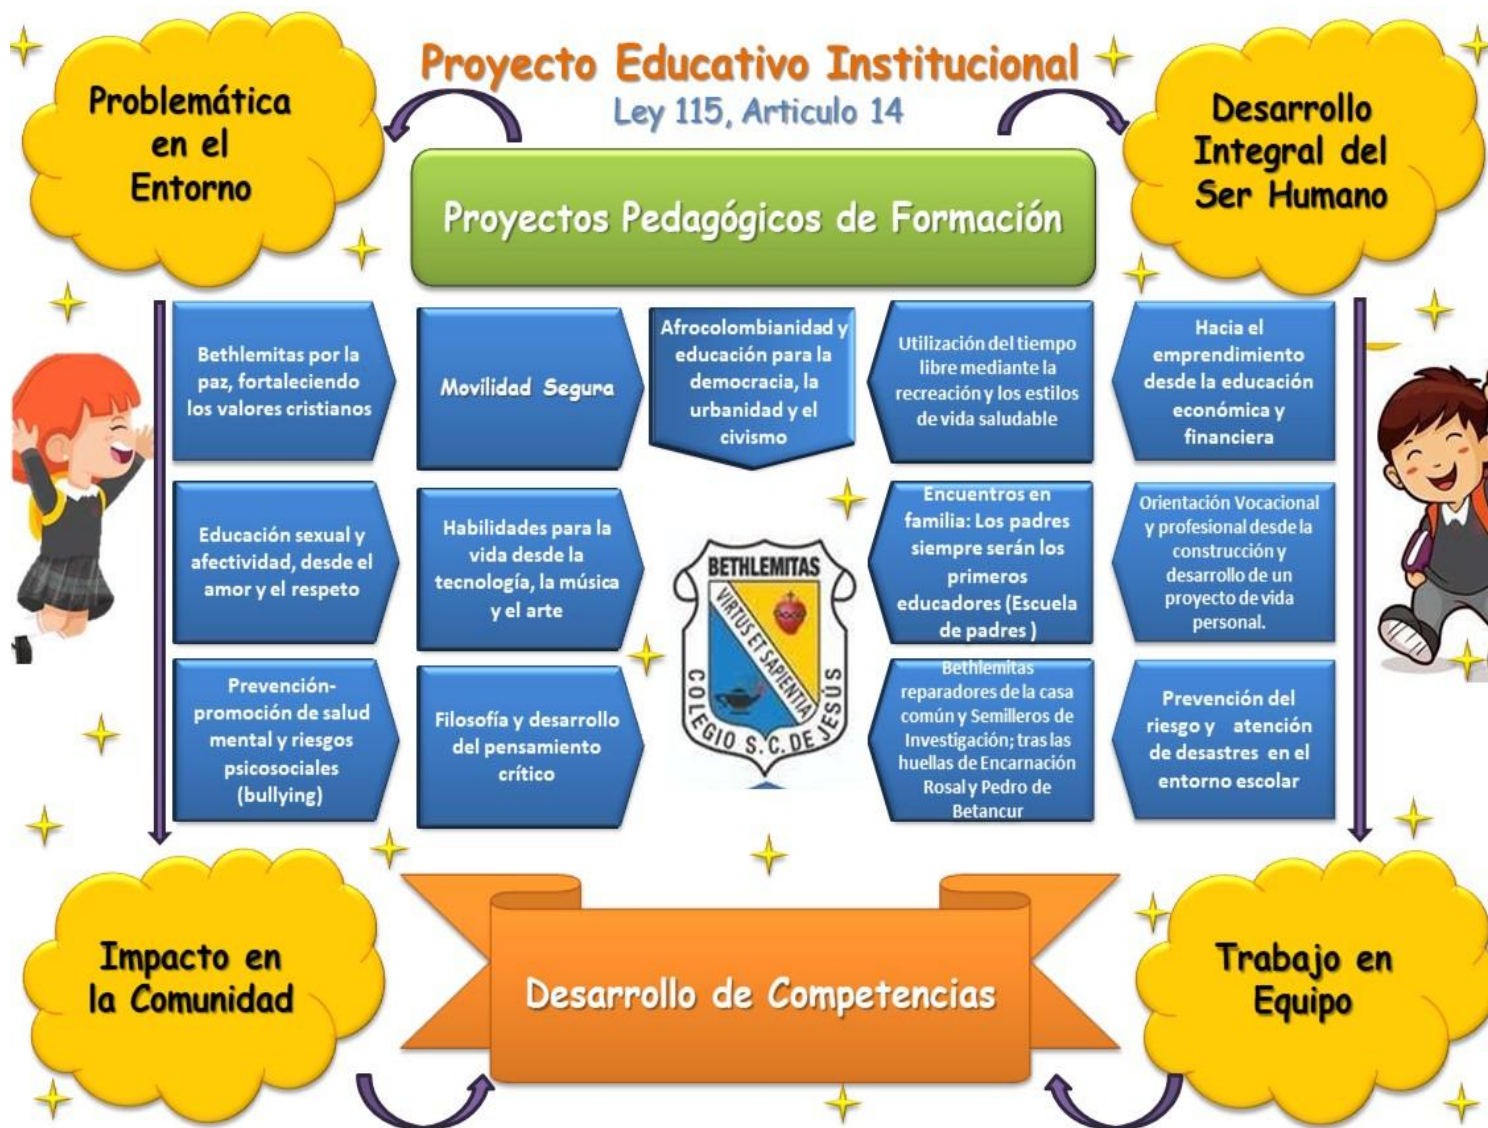 Proyecto Educativo Institucional
Ley 115, Articulo 14
Problemática
en el
Entorno
Desarrollo
Integral del
Ser Humano
Proyectos Pedagógicos de Formación
Bethlemitas por la
paz, fortaleciendo
los valores cristianos
Movilidad Segura
Afrocolombianidad y
educación para la
democracia, la
urbanidad y el
civismo
Utilización del tiempo
libre mediante la
recreación y los estilos
de vida saludable
Hacia el
emprendimiento
desde la educación
económica y
financiera
Educación sexual y
afectividad, desde el
amor y el respeto
Habilidades para la
vida desde la
tecnología, la música
y el arte
BETHLEMITAS
VIRTUS ET SAPIENTIA
COLEGIO S. C. DE JESÚS
Encuentros en
familia: Los padres
siempre serán los
primeros
educadores (Escuela
de padres )
Orientación Vocacional
y profesional desde la
construcción y
desarrollo de un
proyecto de vida
personal.
Prevención-
promoción de salud
mental y riesgos
psicosociales
(bullying)
Filosofía y desarrollo
del pensamiento
crítico
Bethlemitas
reparadores de la casa
común y Semilleros de
Investigación; tras las
huellas de Encarnación
Rosal y Pedro de
Betancur
Prevención del
riesgo y atención
de desastres en el
entorno escolar
Impacto en
la Comunidad
Desarrollo de Competencias
Trabajo en
Equipo